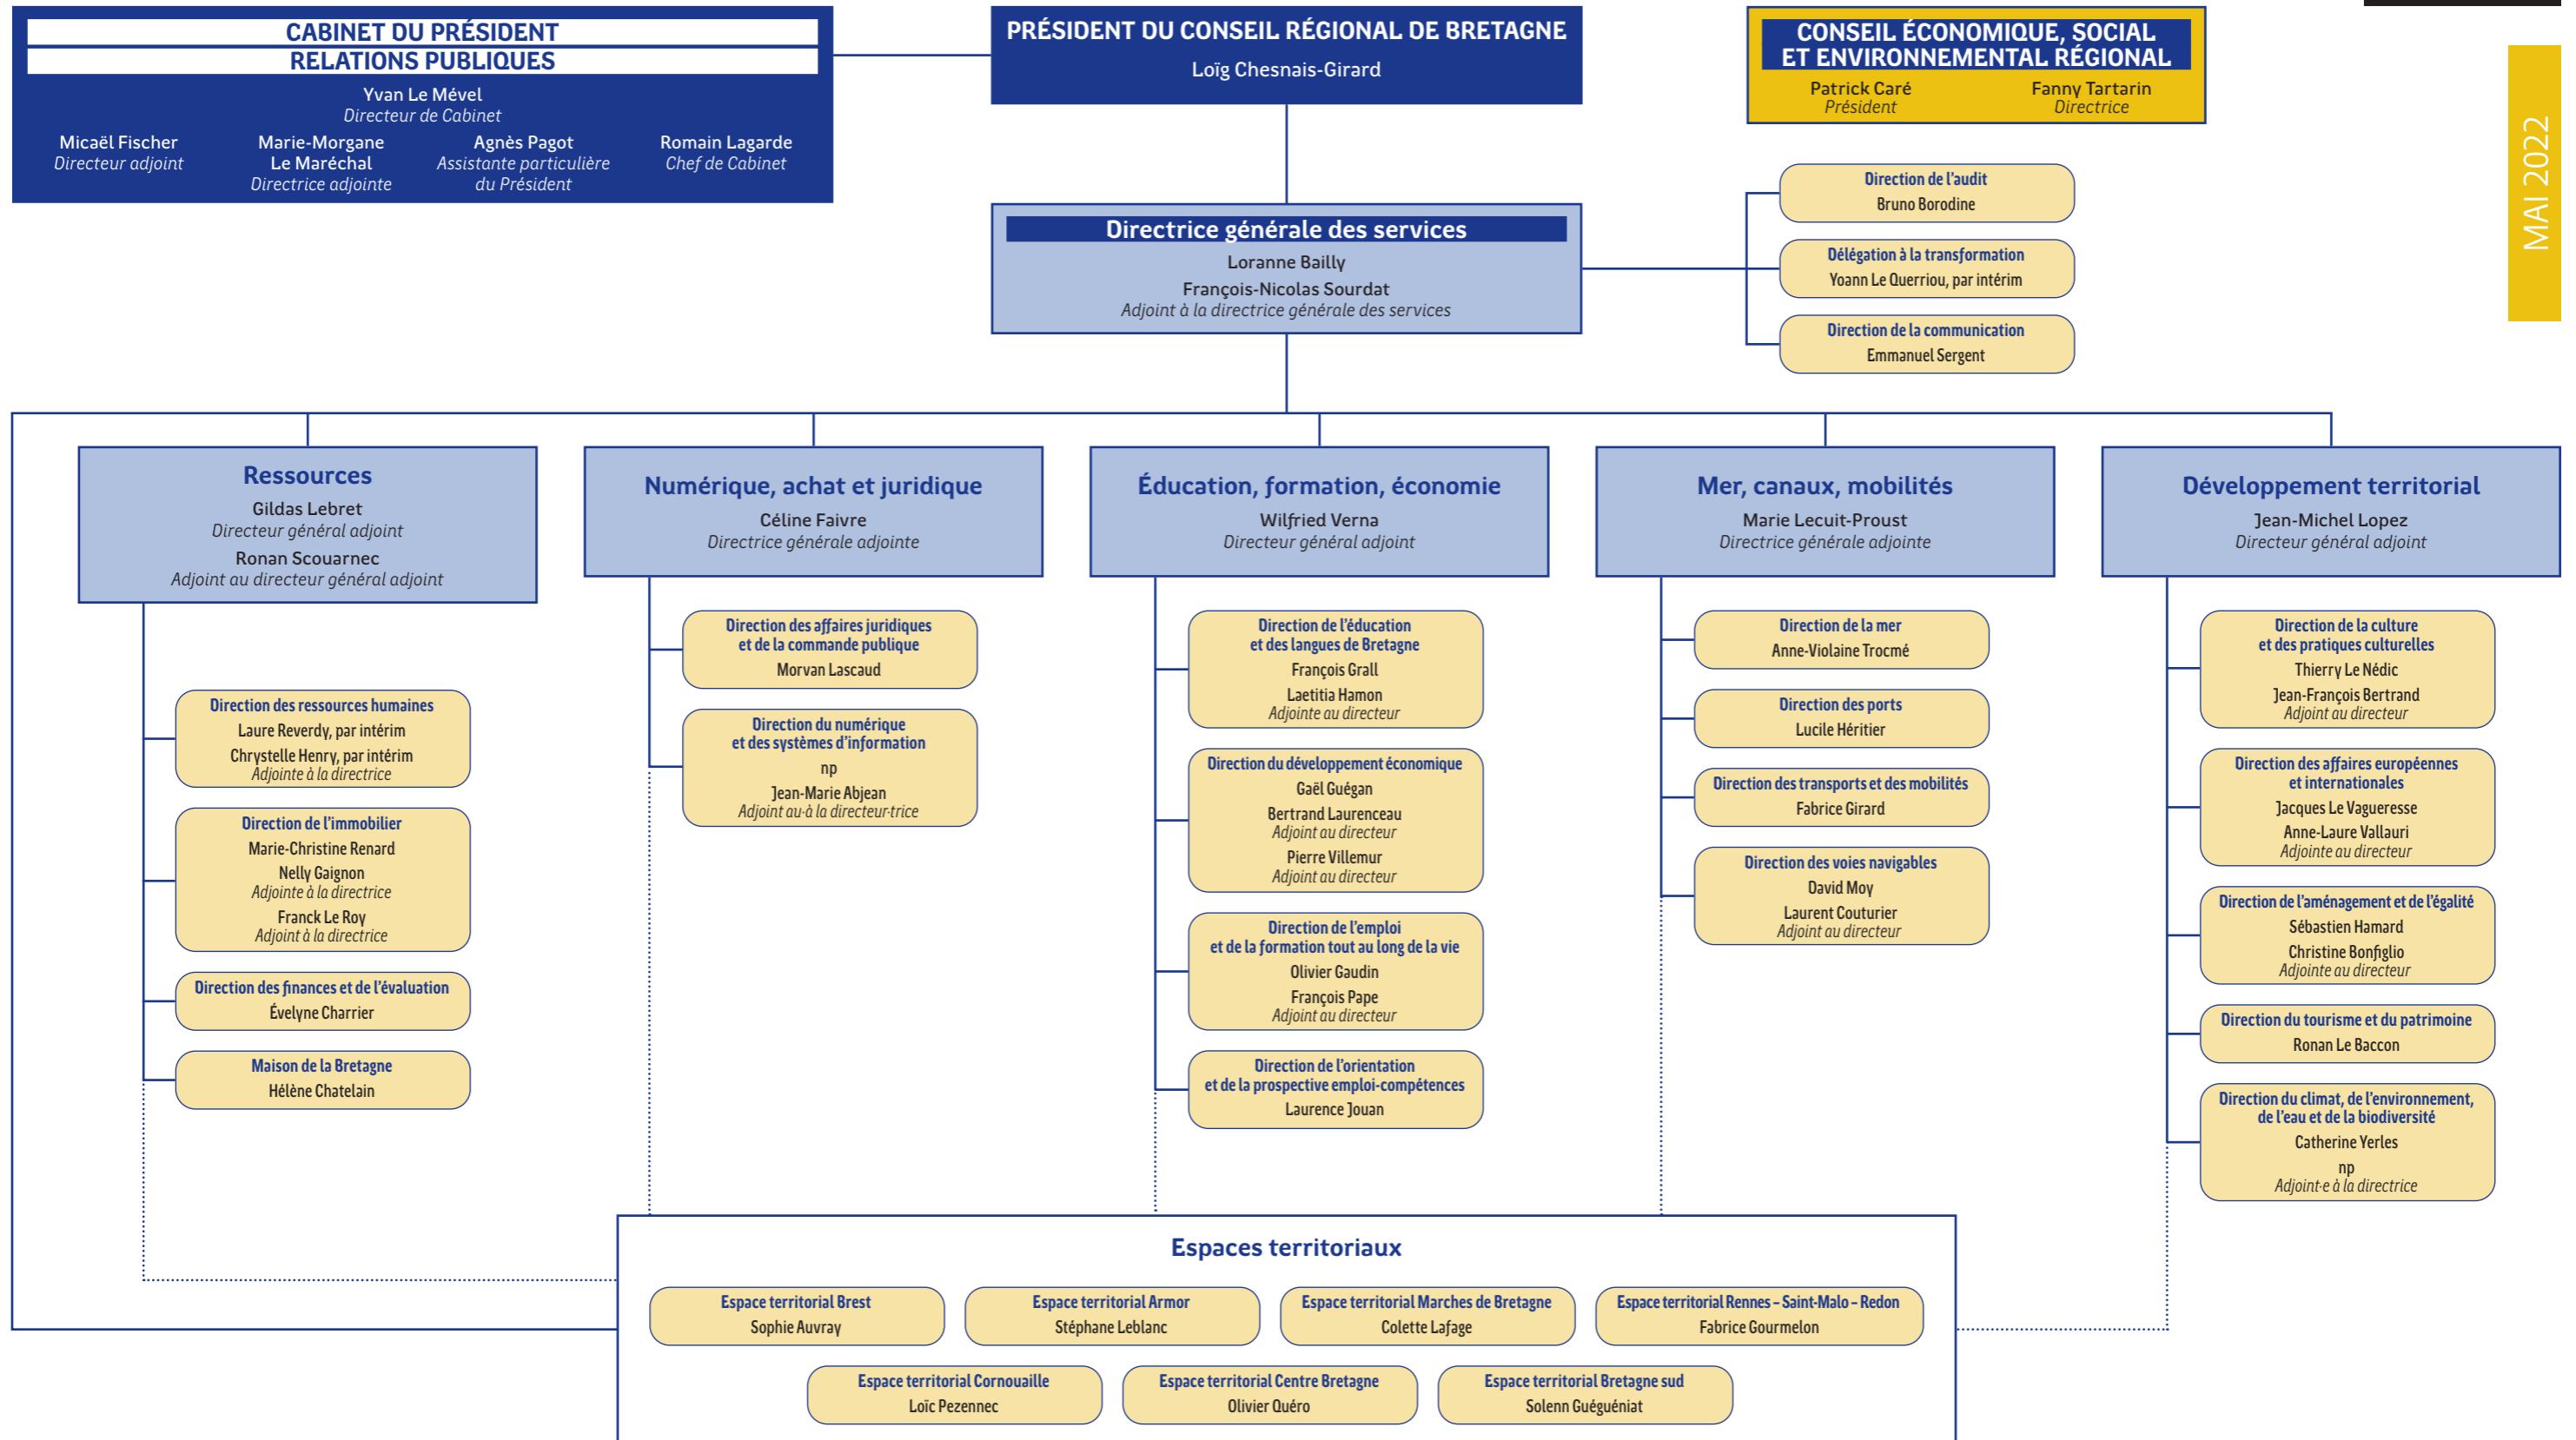 CABINET DU PRÉSIDENT
RELATIONS PUBLIQUES
Yvan Le Mével
Directeur de Cabinet
Micaël Fischer
Directeur adjoint
Marie-Morgane
Le Maréchal
Directrice adjointe
Agnès Pagot
Assistante particulière
du Président
Romain Lagarde
Chef de Cabinet
PRÉSIDENT DU CONSEIL RÉGIONAL DE BRETAGNE
Loïg Chesnais-Girard
CONSEIL ÉCONOMIQUE, SOCIAL
ET ENVIRONNEMENTAL RÉGIONAL
Patrick Caré
Président
Fanny Tartarin
Directrice
MAI 2022
Directrice générale des services
Loranne Bailly
François-Nicolas Sourdat
Adjoint à la directrice générale des services
Direction de l'audit
Bruno Borodine
Délégation à la transformation
Yoann Le Querriou, par intérim
Direction de la communication
Emmanuel Sergent
Ressources
Gildas Lebret
Directeur général adjoint
Ronan Scouarnec
Adjoint au directeur général adjoint
Direction des ressources humaines
Laure Reverdy, par intérim
Chrystelle Henry, par intérim
Adjointe à la directrice
Direction de l'immobilier
Marie-Christine Renard
Nelly Gaignon
Adjointe à la directrice
Franck Le Roy
Adjoint à la directrice
Direction des finances et de l'évaluation
Évelyne Charrier
Maison de la Bretagne
Hélène Chatelain
Numérique, achat et juridique
Céline Faivre
Directrice générale adjointe
Direction des affaires juridiques
et de la commande publique
Morvan Lascaud
Direction du numérique
et des systèmes d'information
np
Jean-Marie Abjean
Adjoint au·à la directeur·trice
Éducation, formation, économie
Wilfried Verna
Directeur général adjoint
Direction de l'éducation
et des langues de Bretagne
François Grall
Laetitia Hamon
Adjointe au directeur
Direction du développement économique
Gaël Guégan
Bertrand Laurenceau
Adjoint au directeur
Pierre Villemur
Adjoint au directeur
Direction de l'emploi
et de la formation tout au long de la vie
Olivier Gaudin
François Pape
Adjoint au directeur
Direction de l'orientation
et de la prospective emploi-compétences
Laurence Jouan
Mer, canaux, mobilités
Marie Lecuit-Proust
Directrice générale adjointe
Direction de la mer
Anne-Violaine Trocmé
Direction des ports
Lucile Héritier
Direction des transports et des mobilités
Fabrice Girard
Direction des voies navigables
David Moy
Laurent Couturier
Adjoint au directeur
Développement territorial
Jean-Michel Lopez
Directeur général adjoint
Direction de la culture
et des pratiques culturelles
Thierry Le Nédic
Jean-François Bertrand
Adjoint au directeur
Direction des affaires européennes
et internationales
Jacques Le Vagueresse
Anne-Laure Vallauri
Adjointe au directeur
Direction de l'aménagement et de l'égalité
Sébastien Hamard
Christine Bonfiglio
Adjointe au directeur
Direction du tourisme et du patrimoine
Ronan Le Baccon
Direction du climat, de l'environnement,
de l'eau et de la biodiversité
Catherine Yerles
np
Adjoint·e à la directrice
Espaces territoriaux
Espace territorial Brest
Sophie Auvray
Espace territorial Armor
Stéphane Leblanc
Espace territorial Marches de Bretagne
Colette Lafage
Espace territorial Rennes – Saint-Malo – Redon
Fabrice Gourmelon
Espace territorial Cornouaille
Loïc Pezennec
Espace territorial Centre Bretagne
Olivier Quéro
Espace territorial Bretagne sud
Solenn Guéguéniat